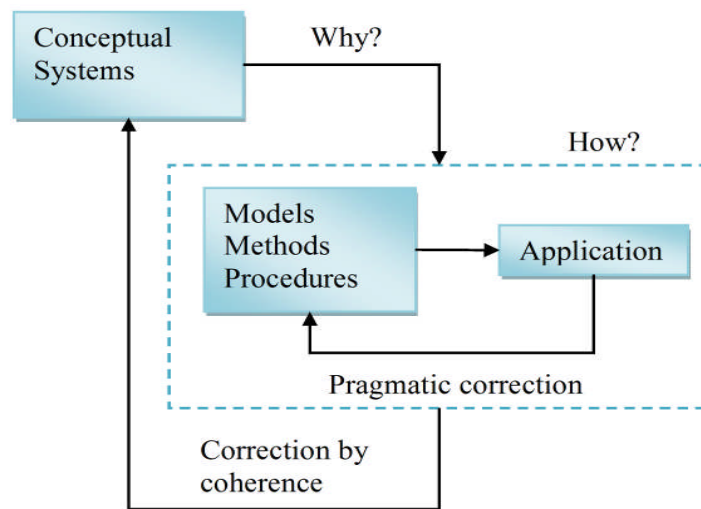 Conceptual
Systems
Why?
How?
Models
Methods
Procedures
Application
Pragmatic correction
Correction by
coherence